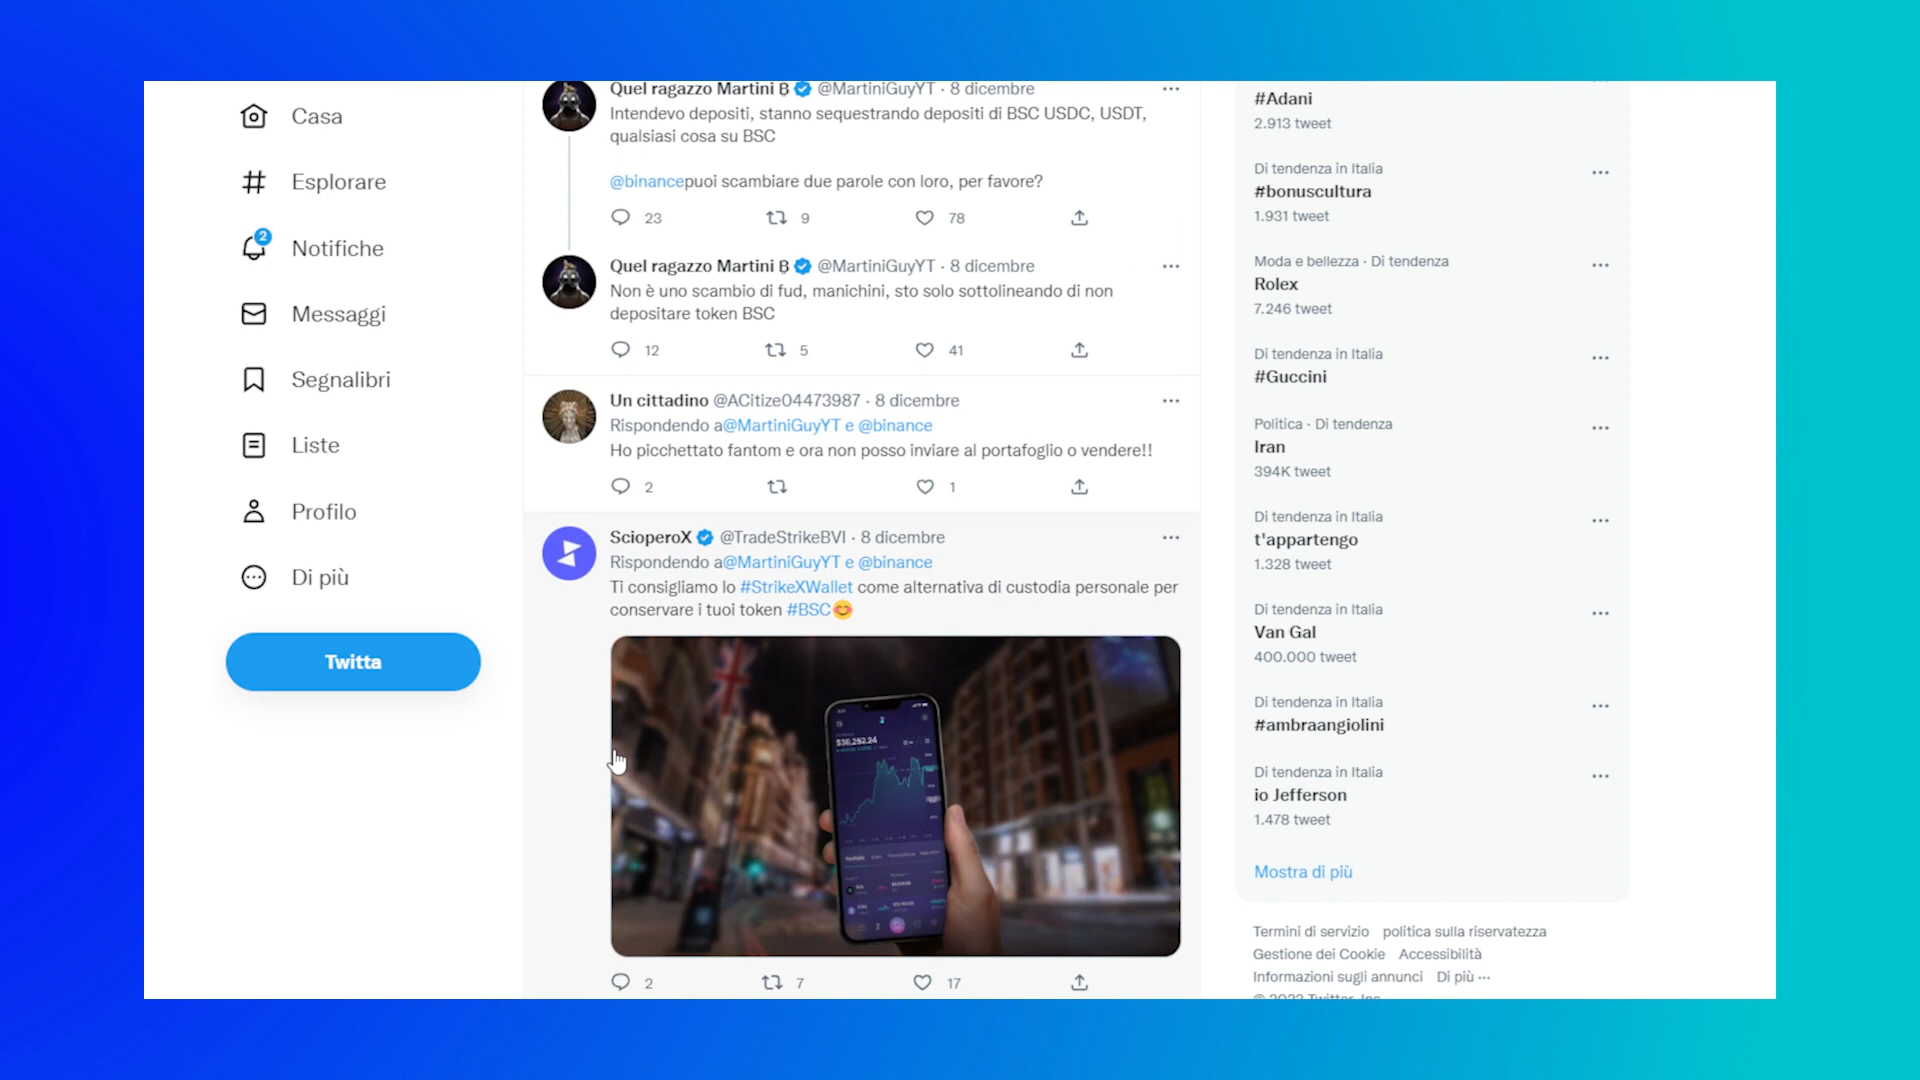 Casa
Esplorare
2
Notifiche
Messaggi
Segnalibri
Liste
Profilo
Di più
Twitta
Quel ragazzo Martini ₿ @MartiniGuyYT · 8 dicembre
Intendevo depositi, stanno sequestrando depositi di BSC USDC, USDT,
qualsiasi cosa su BSC
@binancepuoi scambiare due parole con loro, per favore?
23 9 78
Quel ragazzo Martini ₿ @MartiniGuyYT · 8 dicembre
Non è uno scambio di fud, manichini, sto solo sottolineando di non
depositare token BSC
12 5 41
Un cittadino @ACitize04473987 · 8 dicembre
Rispondendo a@MartiniGuyYT e @binance
Ho picchettato fantom e ora non posso inviare al portafoglio o vendere!!
2 1
ScioperoX @TradeStrikeBVI · 8 dicembre
Rispondendo a@MartiniGuyYT e @binance
Ti consigliamo lo #StrikeXWallet come alternativa di custodia personale per
conservare i tuoi token #BSC😊
$36,252.24
2 7 17
#Adani
2.913 tweet
Di tendenza in Italia
#bonuscultura
1.931 tweet
Moda e bellezza · Di tendenza
Rolex
7.246 tweet
Di tendenza in Italia
#Guccini
Politica · Di tendenza
Iran
394K tweet
Di tendenza in Italia
t'appartengo
1.328 tweet
Di tendenza in Italia
Van Gal
400.000 tweet
Di tendenza in Italia
#ambraangiolini
Di tendenza in Italia
io Jefferson
1.478 tweet
Mostra di più
Termini di servizio politica sulla riservatezza
Gestione dei Cookie Accessibilità
Informazioni sugli annunci Di più ···
© 2022 Twitter, Inc.